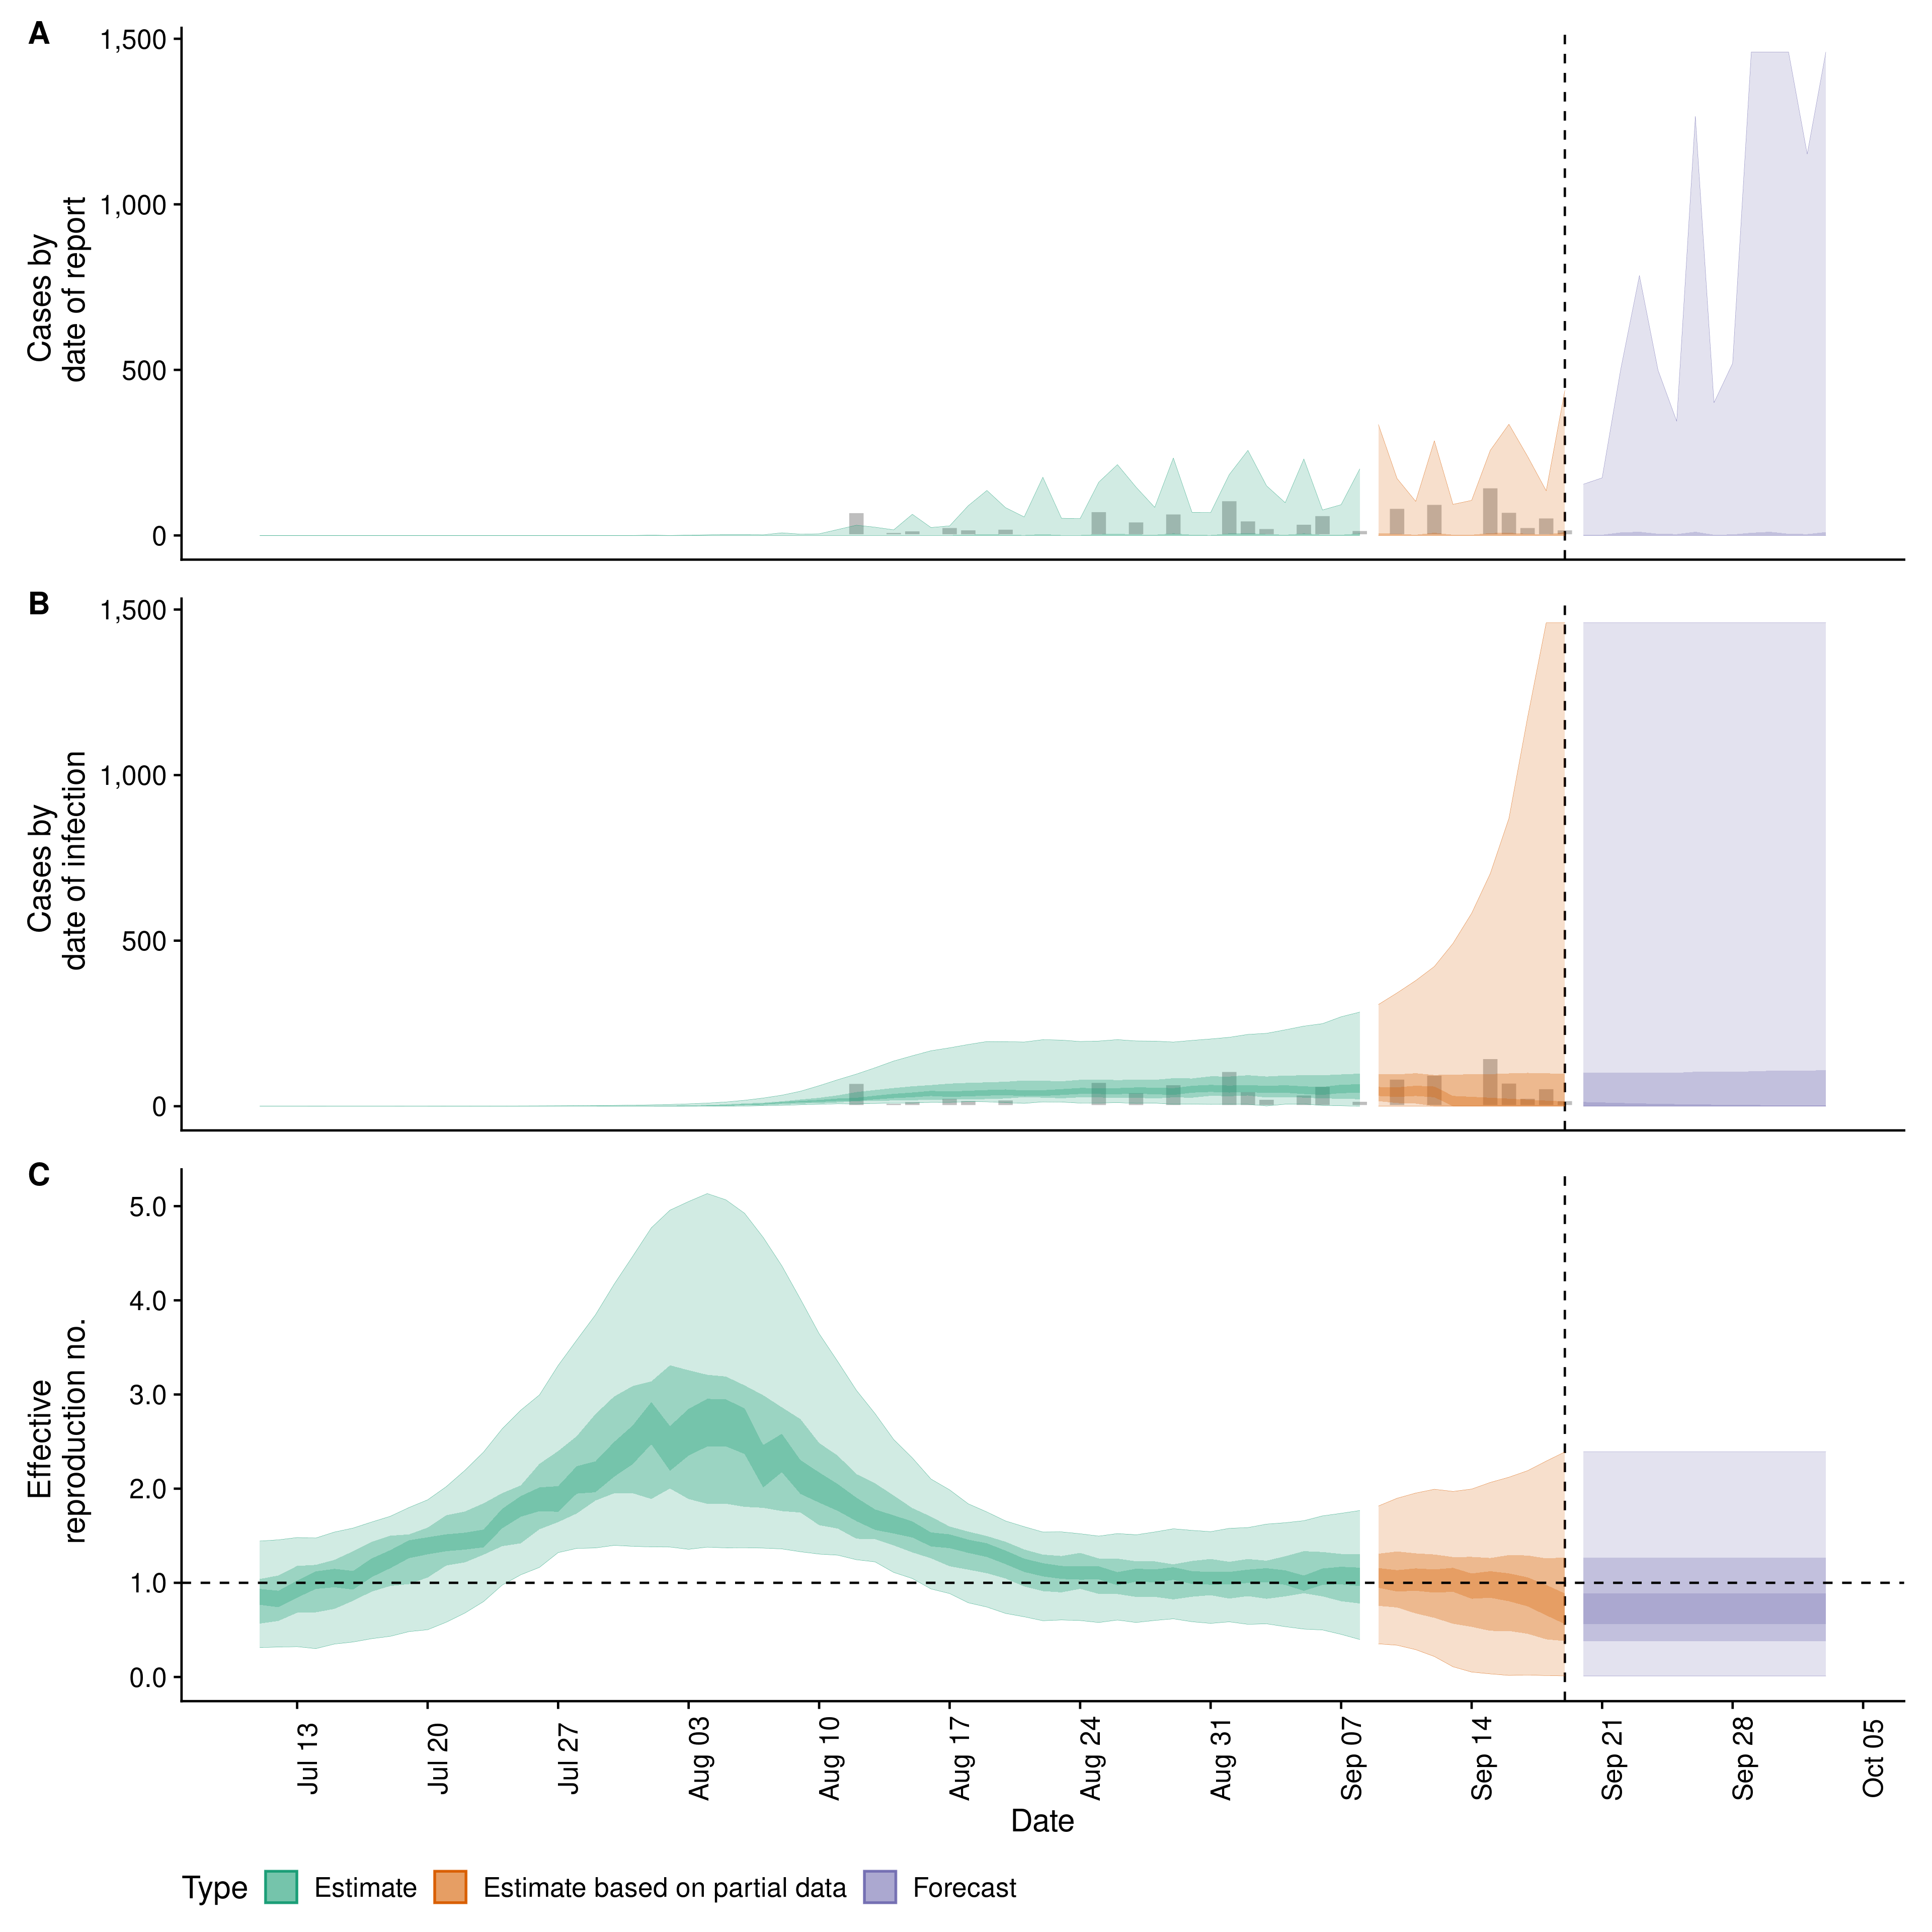 A
1,500
1,000
500
0
Cases by
date of report
B
1,500
1,000
500
0
Cases by
date of infection
C
5.0
4.0
3.0
2.0
1.0
0.0
Effective
reproduction no.
Jul 13
Jul 20
Jul 27
Aug 03
Aug 10
Aug 17
Aug 24
Aug 31
Sep 07
Sep 14
Sep 21
Sep 28
Oct 05
Date
Type Estimate Estimate based on partial data Forecast